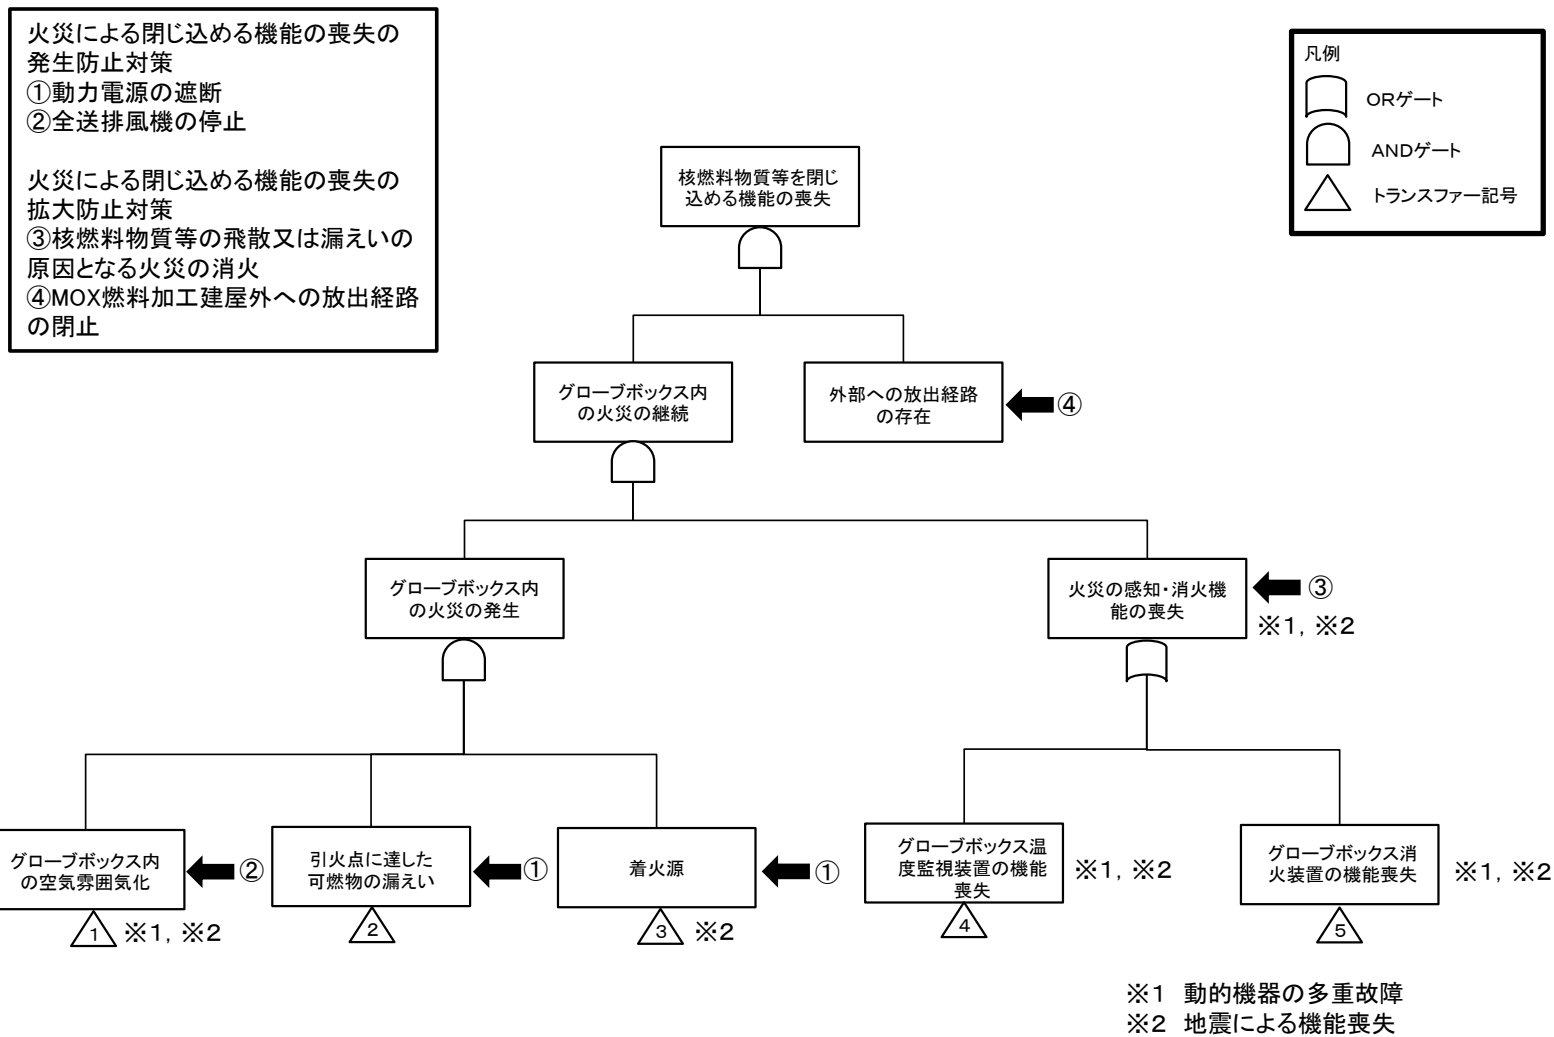 火災による閉じ込める機能の喪失の
発生防止対策
①動力電源の遮断
②全送排風機の停止
火災による閉じ込める機能の喪失の
拡大防止対策
③核燃料物質等の飛散又は漏えいの
原因となる火災の消火
④MOX燃料加工建屋外への放出経路
の閉止
凡例
ORゲート
ANDゲート
トランスファー記号
核燃料物質等を閉じ
込める機能の喪失
グローブボックス内
の火災の継続
外部への放出経路
の存在
④
グローブボックス内
の火災の発生
火災の感知・消火機
能の喪失
③
※1，※2
グローブボックス内
の空気雰囲気化
②
1
※1，※2
引火点に達した
可燃物の漏えい
①
2
着火源
①
3
※2
グローブボックス温
度監視装置の機能
喪失
※1，※2
4
グローブボックス消
火装置の機能喪失
※1，※2
5
※1　動的機器の多重故障
※2　地震による機能喪失